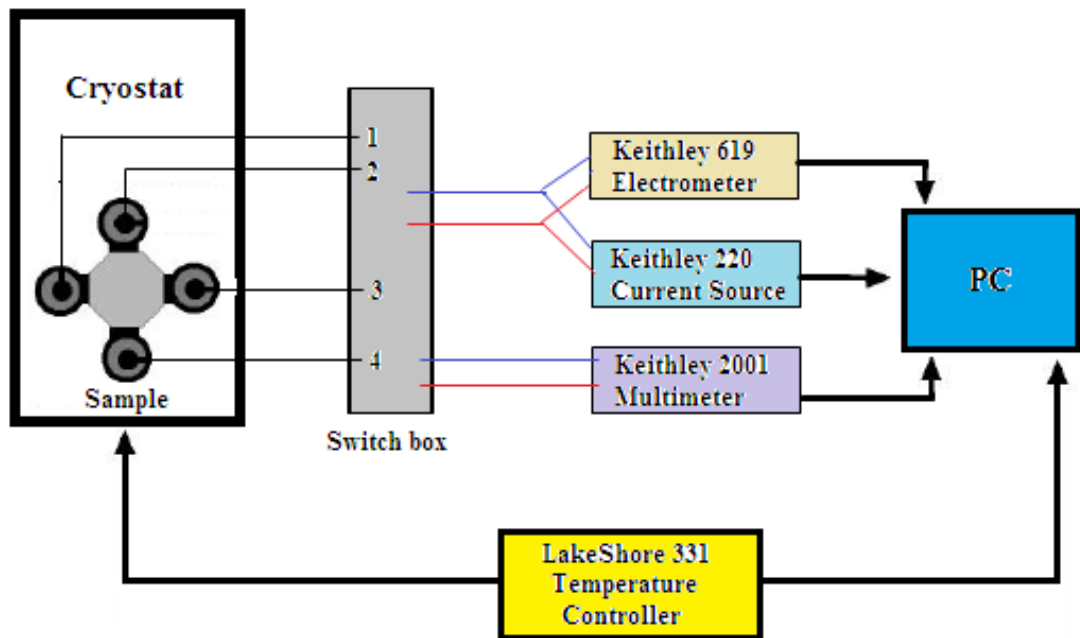 Cryostat
1
2
3
4
Sample
Switch box
Keithley 619
Electrometer
Keithley 220
Current Source
Keithley 2001
Multimeter
PC
LakeShore 331
Temperature
Controller